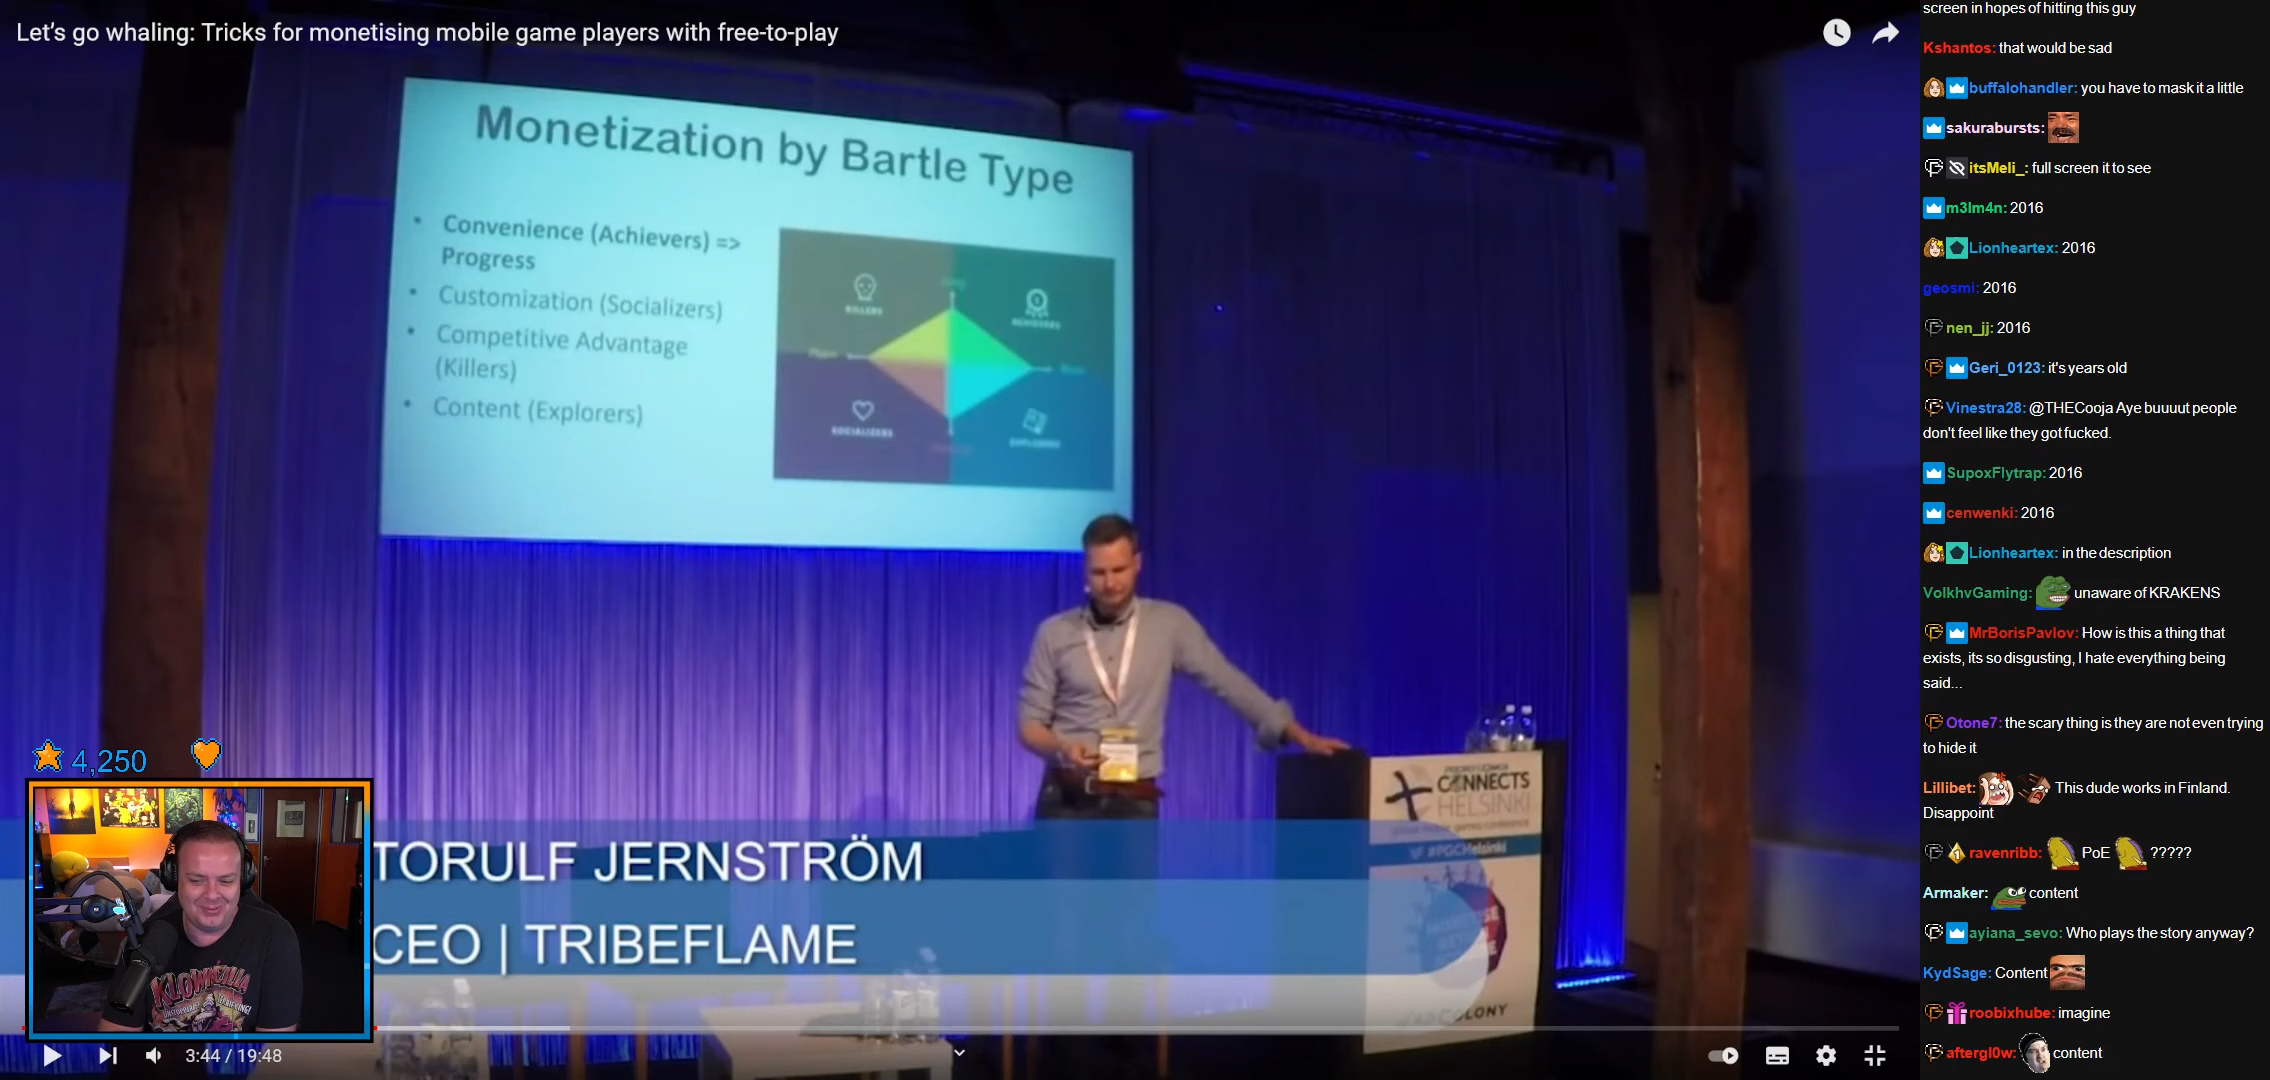 Let's go whaling: Tricks for monetising mobile game players with free-to-play
Monetization by Bartle Type
• Convenience (Achievers) =>
Progress
• Customization (Socializers)
• Competitive Advantage
(Killers)
• Content (Explorers)
KILLERS
ACHIEVERS
SOCIALIZERS
EXPLORERS
CONNECTS
HELSINKI
#PGCHelsinki
4,250
TORULF JERNSTRÖM
CEO | TRIBEFLAME
3:44 / 19:48
screen in hopes of hitting this guy
Kshantos: that would be sad
buffalohandler: you have to mask it a little
sakurabursts:
itsMeli_: full screen it to see
m3lm4n: 2016
Lionheartex: 2016
geosmi: 2016
nen_jj: 2016
Geri_0123: it's years old
Vinestra28: @THECooja Aye buuuut people
don't feel like they got fucked.
SupoxFlytrap: 2016
cenwenki: 2016
Lionheartex: in the description
VolkhvGaming: unaware of KRAKENS
MrBorisPavlov: How is this a thing that
exists, its so disgusting, I hate everything being
said...
Otone7: the scary thing is they are not even trying
to hide it
Lillibet: This dude works in Finland.
Disappoint
ravenribb: PoE ?????
Armaker: content
ayiana_sevo: Who plays the story anyway?
KydSage: Content
roobixhube: imagine
aftergl0w: content